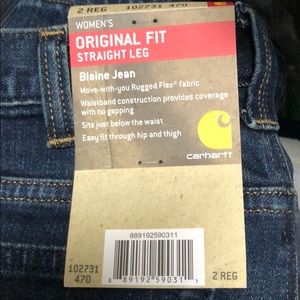 2 REG 102731 470
WOMEN'S
ORIGINAL FIT
STRAIGHT LEG
Blaine Jean
Move-with-you Rugged Flex® fabric
Waistband construction provides coverage
with no gapping
Sits just below the waist
Easy fit through hip and thigh
carhartt
889192590311
8 89192 59031 1
102731
470
2 REG